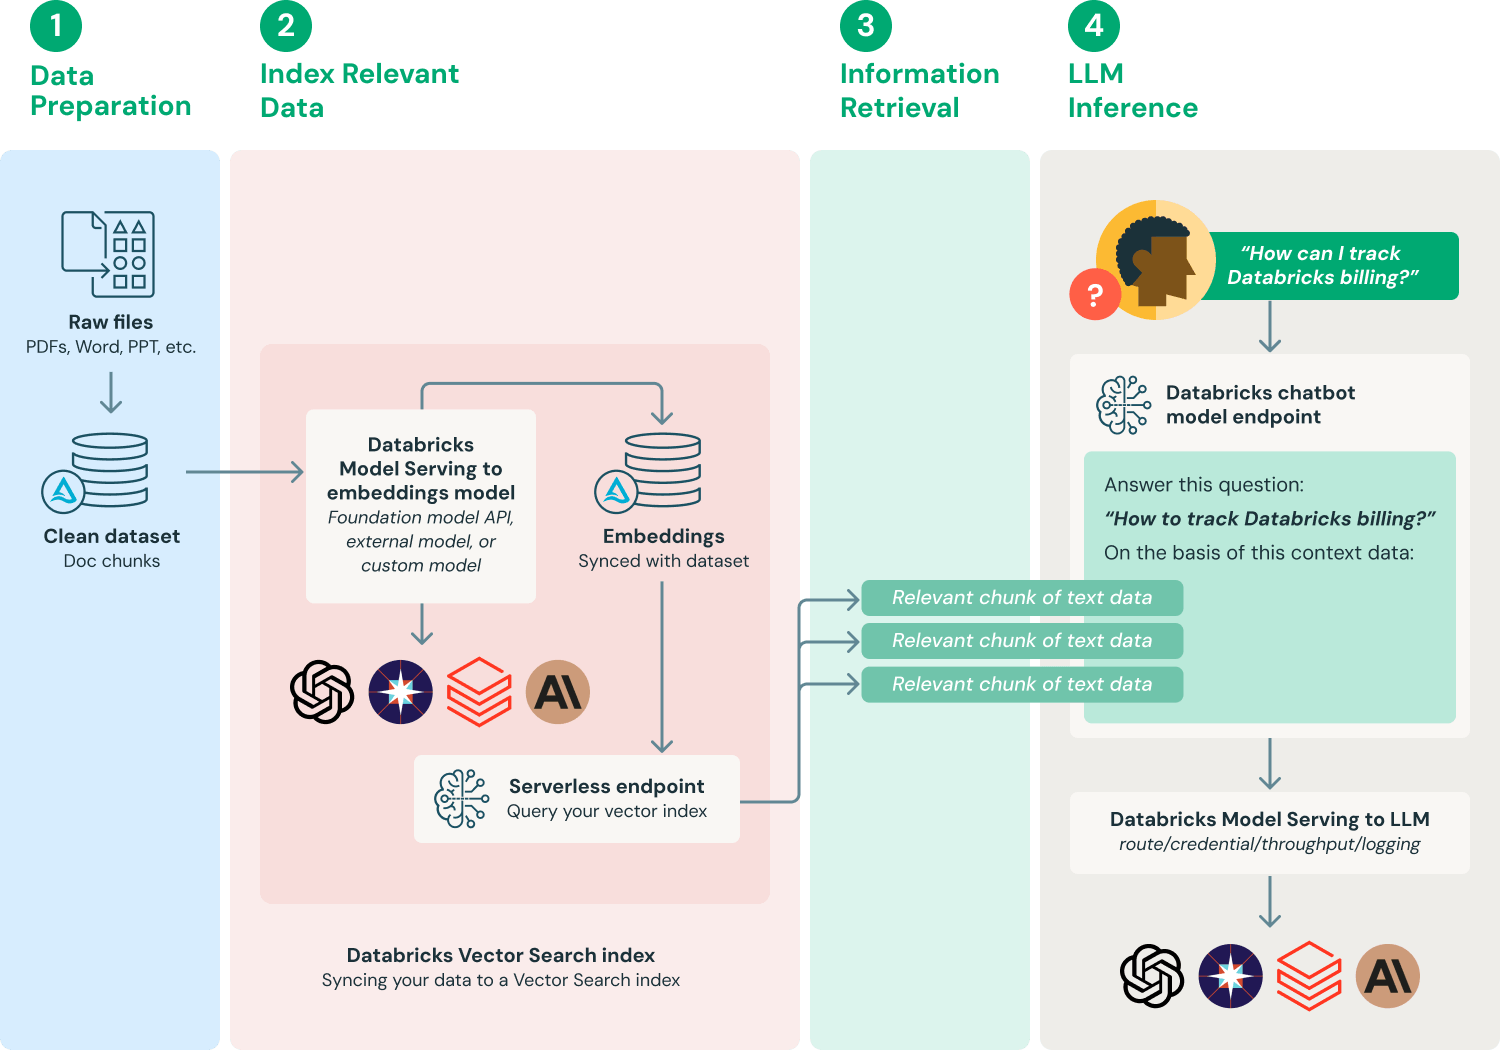 1
Data
Preparation
2
Index Relevant
Data
3
Information
Retrieval
4
LLM
Inference
Raw files
PDFs, Word, PPT, etc.
Clean dataset
Doc chunks
Databricks
Model Serving to
embeddings model
Foundation model API,
external model, or
custom model
Embeddings
Synced with dataset
AI
Serverless endpoint
Query your vector index
Databricks Vector Search index
Syncing your data to a Vector Search index
Relevant chunk of text data
Relevant chunk of text data
Relevant chunk of text data
?
“How can I track
Databricks billing?”
Databricks chatbot
model endpoint
Answer this question:
“How to track Databricks billing?”
On the basis of this context data:
Databricks Model Serving to LLM
route/credential/throughput/logging
AI